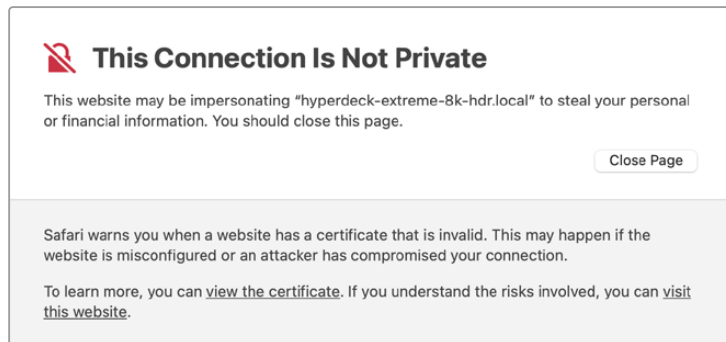 This Connection Is Not Private
This website may be impersonating “hyperdeck-extreme-8k-hdr.local” to steal your personal
or financial information. You should close this page.
Close Page
Safari warns you when a website has a certificate that is invalid. This may happen if the
website is misconfigured or an attacker has compromised your connection.
To learn more, you can view the certificate. If you understand the risks involved, you can visit
this website.